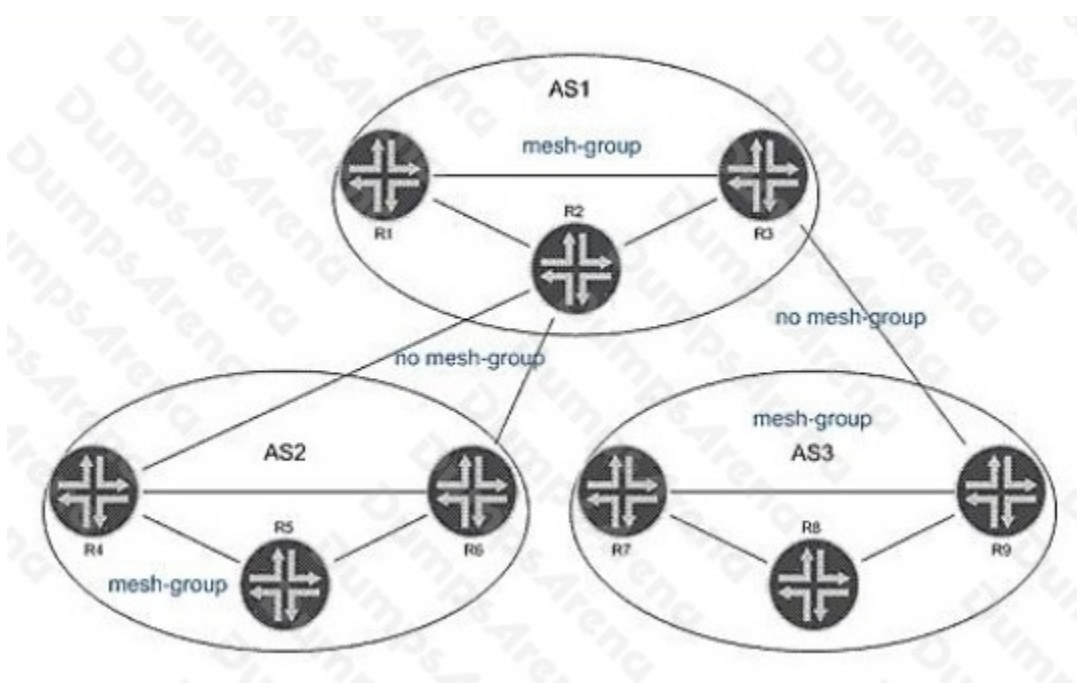 AS1
mesh-group
R1
R2
R3
no mesh-group
no mesh-group
AS2
mesh-group
AS3
R4
R5
R6
R7
R8
R9
mesh-group
DumpsArena